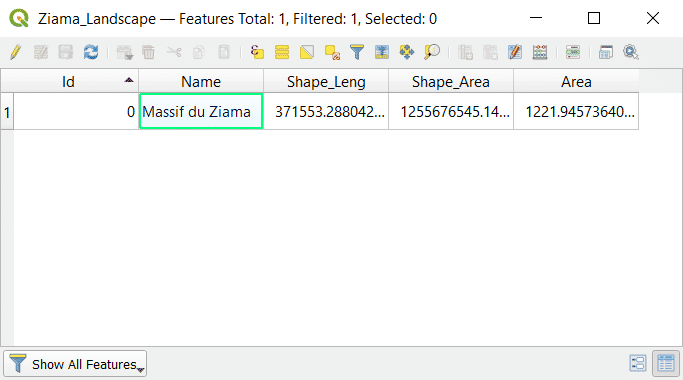 Ziama_Landscape — Features Total: 1, Filtered: 1, Selected: 0
Id Name Shape_Leng Shape_Area Area
1 0 Massif du Ziama 371553.288042... 1255676545.14... 1221.94573640...
Show All Features